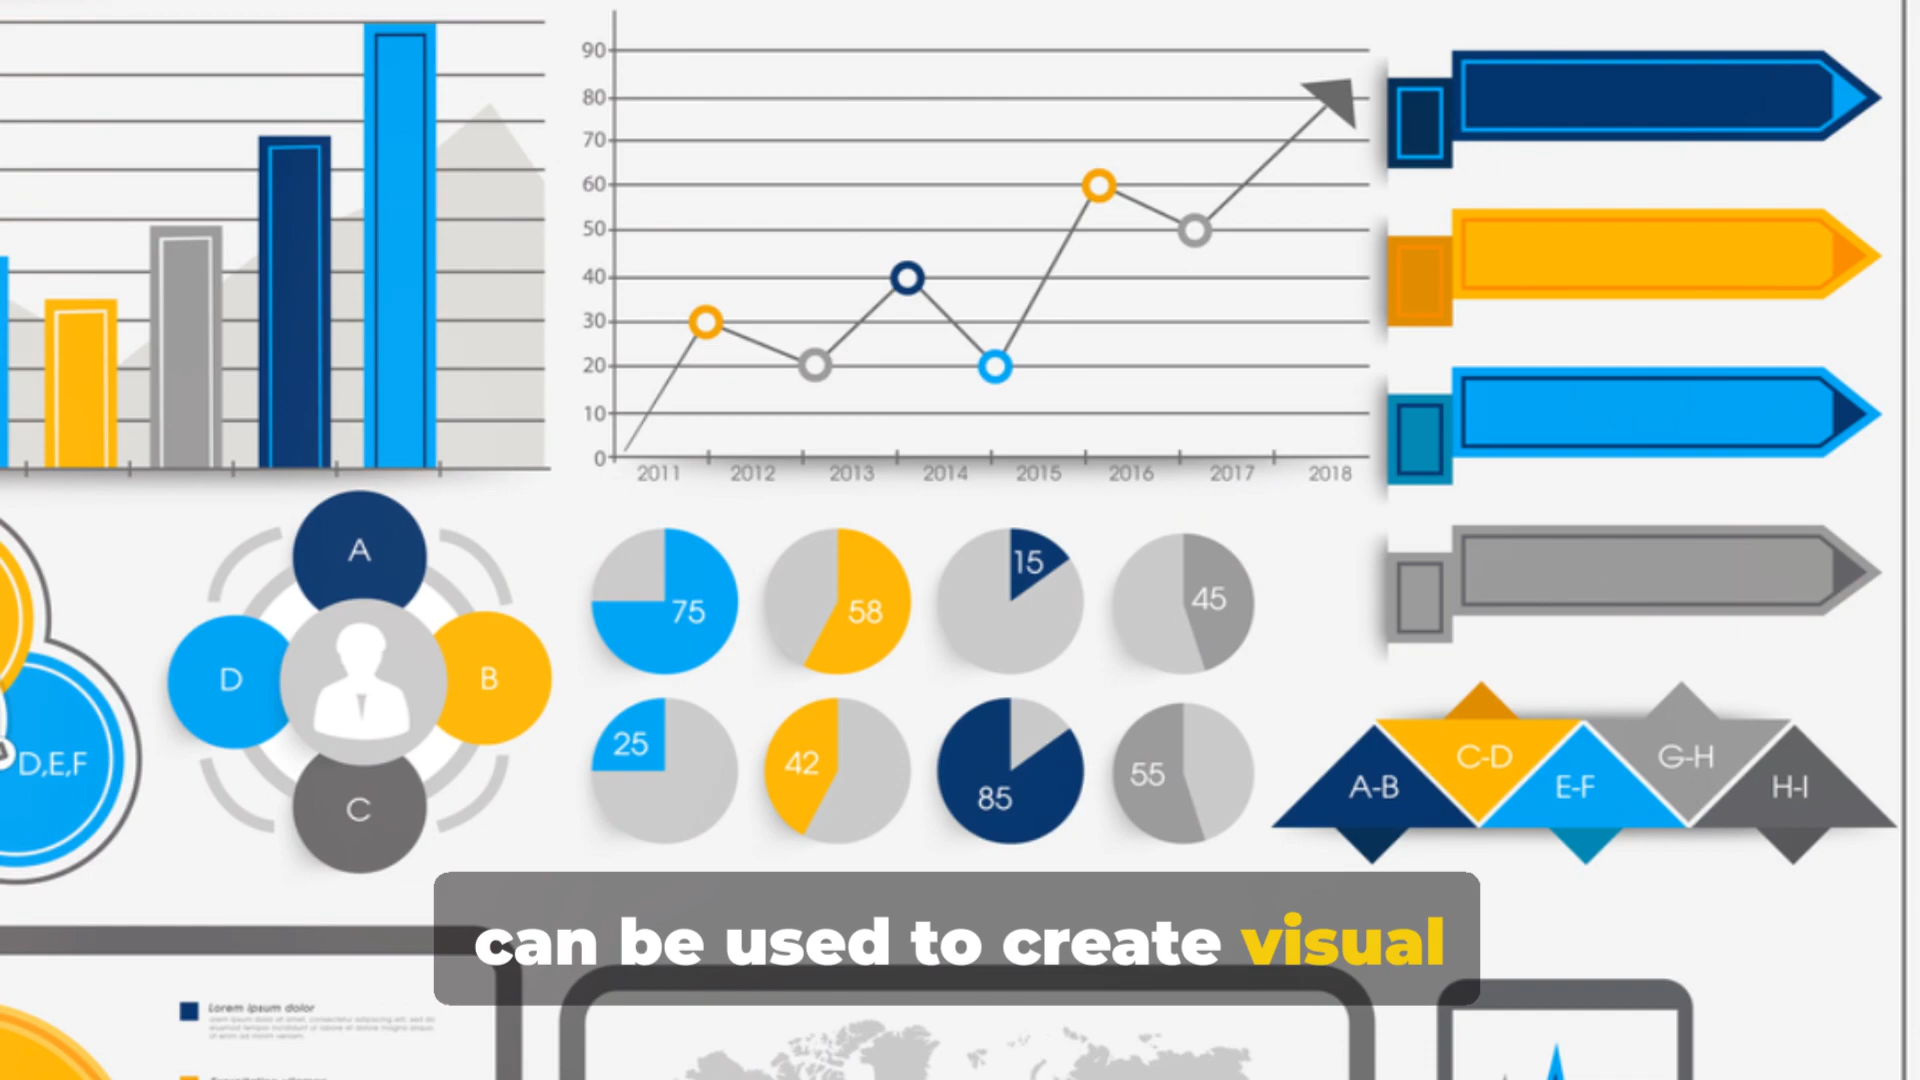 90
80
70
60
50
40
30
20
10
0
2011 2012 2013 2014 2015 2016 2017 2018
A
D
B
C
D,E,F
75
58
15
45
25
42
85
55
A-B
C-D
E-F
G-H
H-I
can be used to create visual
Lorem ipsum dolor